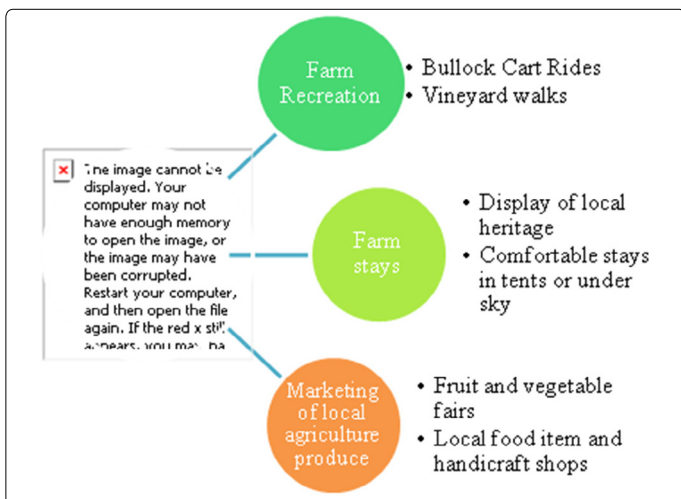 Farm
Recreation
• Bullock Cart Rides
• Vineyard walks
The image cannot be
displayed. Your
computer may not
have enough memory
to open the image, or
the image may have
been corrupted.
Restart your computer,
and then open the file
again. If the red x still
appears, you may
Farm
stays
• Display of local
heritage
• Comfortable stays
in tents or under
sky
Marketing
of local
agriculture
produce
• Fruit and vegetable
fairs
• Local food item and
handicraft shops